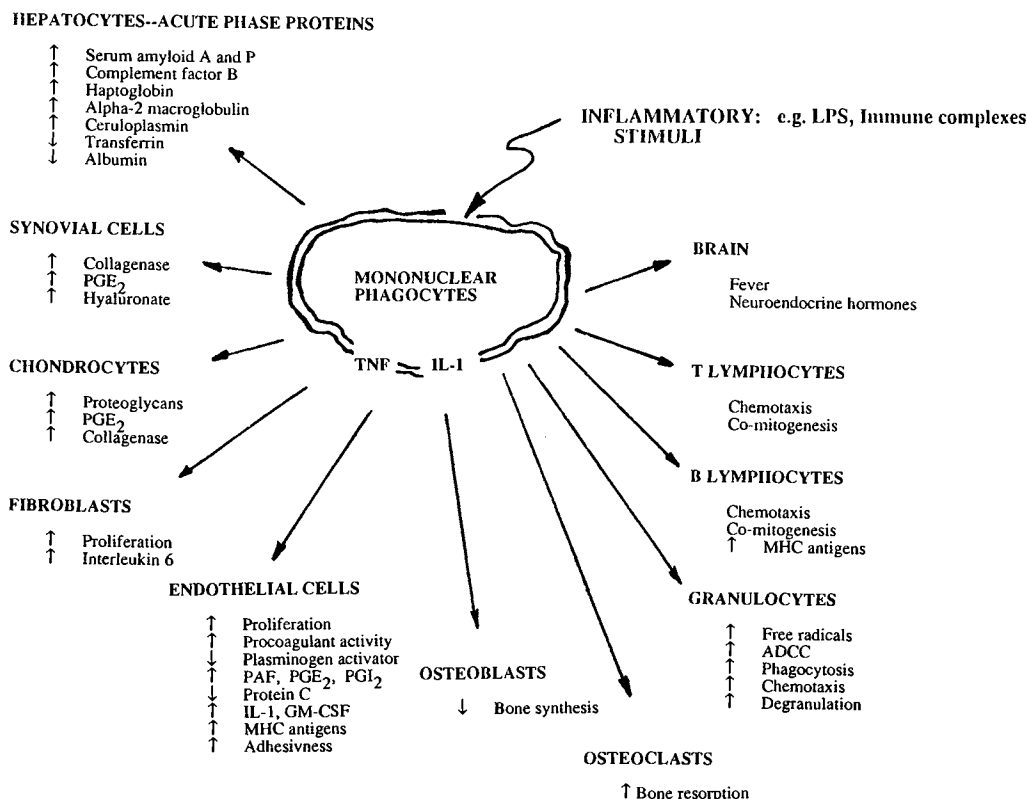 HEPATOCYTES--ACUTE PHASE PROTEINS
↑ Serum amyloid A and P
↑ Complement factor B
↑ Haptoglobin
↑ Alpha-2 macroglobulin
↑ Ceruloplasmin
↓ Transferrin
↓ Albumin
INFLAMMATORY: e.g. LPS, Immune complexes
STIMULI
SYNOVIAL CELLS
↑ Collagenase
↑ PGE2
↑ Hyaluronate
MONONUCLEAR
PHAGOCYTES
TNF IL-1
BRAIN
Fever
Neuroendocrine hormones
CHONDROCYTES
↑ Proteoglycans
↑ PGE2
↑ Collagenase
T LYMPHOCYTES
Chemotaxis
Co-mitogenesis
FIBROBLASTS
↑ Proliferation
↑ Interleukin 6
B LYMPHOCYTES
Chemotaxis
Co-mitogenesis
↑ MHC antigens
ENDOTHELIAL CELLS
↑ Proliferation
↑ Procoagulant activity
↓ Plasminogen activator
↑ PAF, PGE2, PGI2
↓ Protein C
↑ IL-1, GM-CSF
↑ MHC antigens
↑ Adhesivness
OSTEOBLASTS
↓ Bone synthesis
GRANULOCYTES
↑ Free radicals
↑ ADCC
↑ Phagocytosis
↑ Chemotaxis
↑ Degranulation
OSTEOCLASTS
↑ Bone resorption